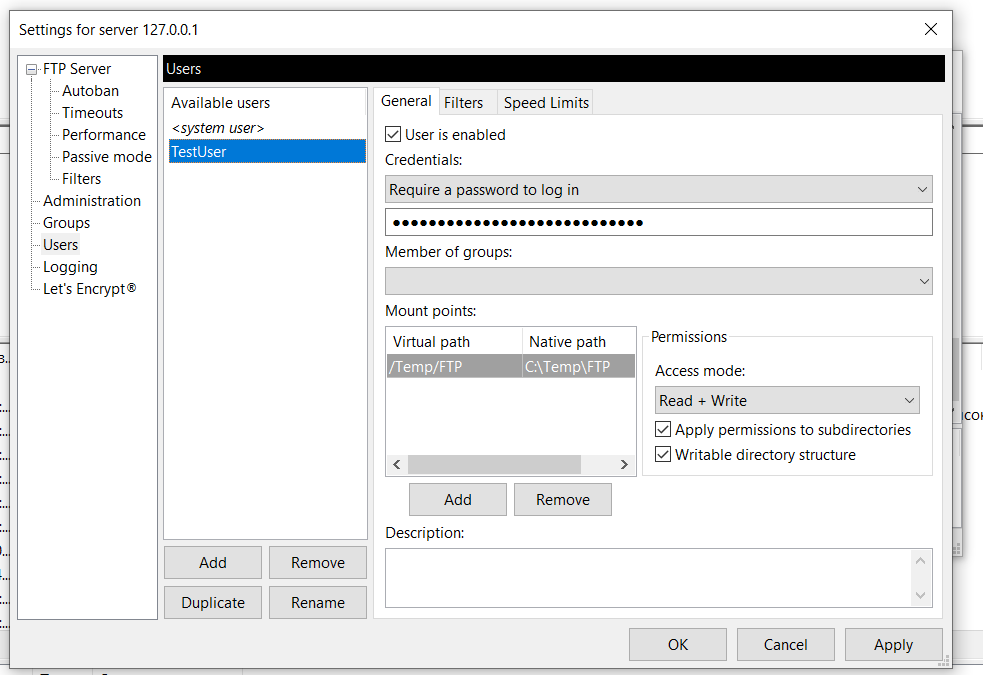 Settings for server 127.0.0.1
FTP Server
Autoban
Timeouts
Performance
Passive mode
Filters
Administration
Groups
Users
Logging
Let's Encrypt®
Users
Available users
<system user>
TestUser
Add
Remove
Duplicate
Rename
General
Filters
Speed Limits
User is enabled
Credentials:
Require a password to log in
Member of groups:
Mount points:
Virtual path
Native path
/Temp/FTP
C:\Temp\FTP
Add
Remove
Permissions
Access mode:
Read + Write
Apply permissions to subdirectories
Writable directory structure
Description:
OK
Cancel
Apply